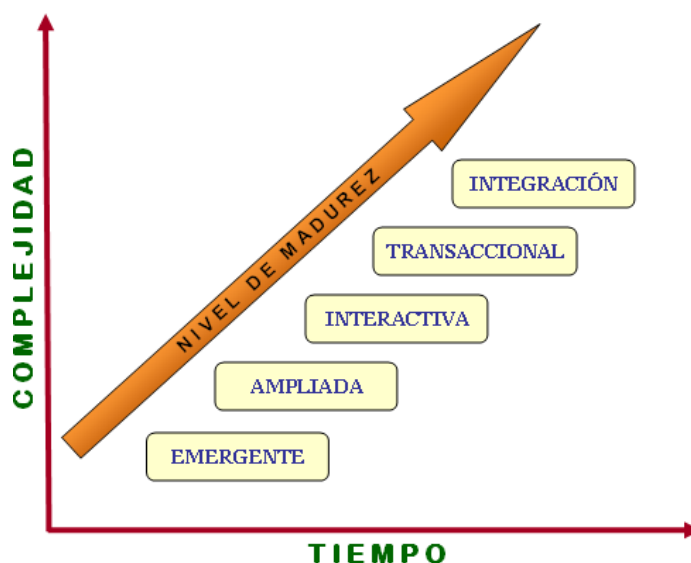 COMPLEJIDAD
NIVEL DE MADUREZ
INTEGRACIÓN
TRANSACCIONAL
INTERACTIVA
AMPLIADA
EMERGENTE
TIEMPO